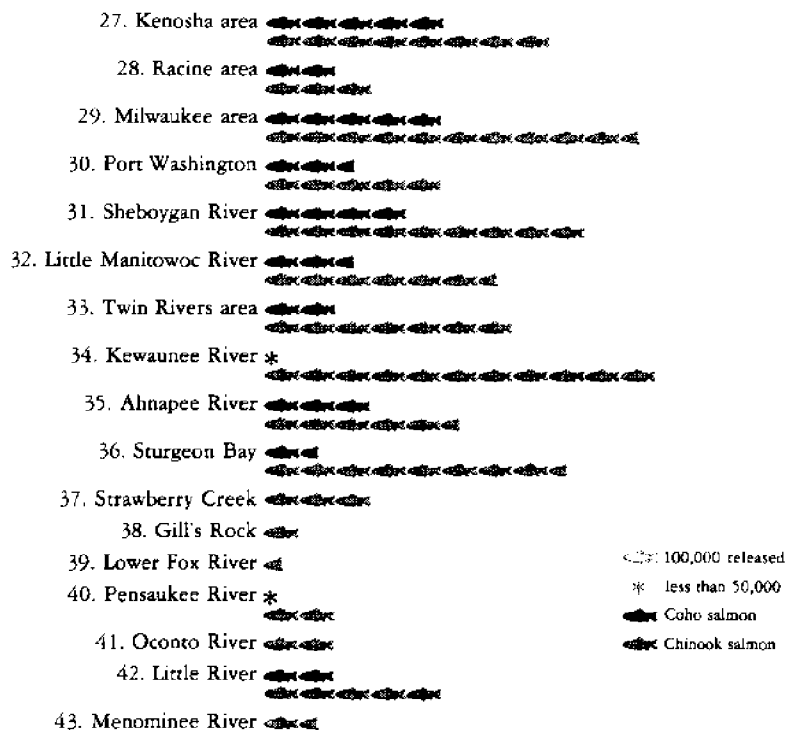 27. Kenosha area
28. Racine area
29. Milwaukee area
30. Port Washington
31. Sheboygan River
32. Little Manitowoc River
33. Twin Rivers area
34. Kewaunee River *
35. Ahnapee River
36. Sturgeon Bay
37. Strawberry Creek
38. Gill's Rock
39. Lower Fox River
40. Pensaukee River *
41. Oconto River
42. Little River
43. Menominee River
100,000 released
* less than 50,000
Coho salmon
Chinook salmon